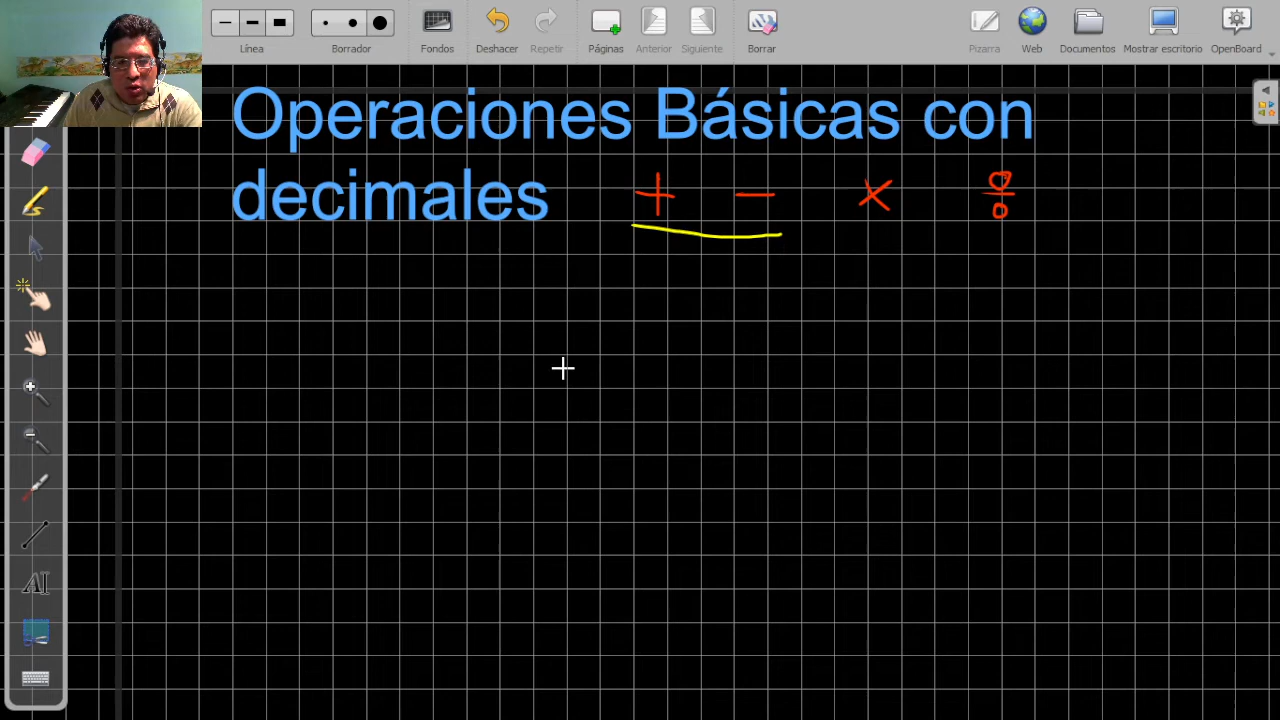 Línea Borrador Fondos Deshacer Repetir Páginas Anterior Siguiente Borrar Pizarra Web Documentos Mostrar escritorio OpenBoard
Operaciones Básicas con
decimales + − × ÷
AI